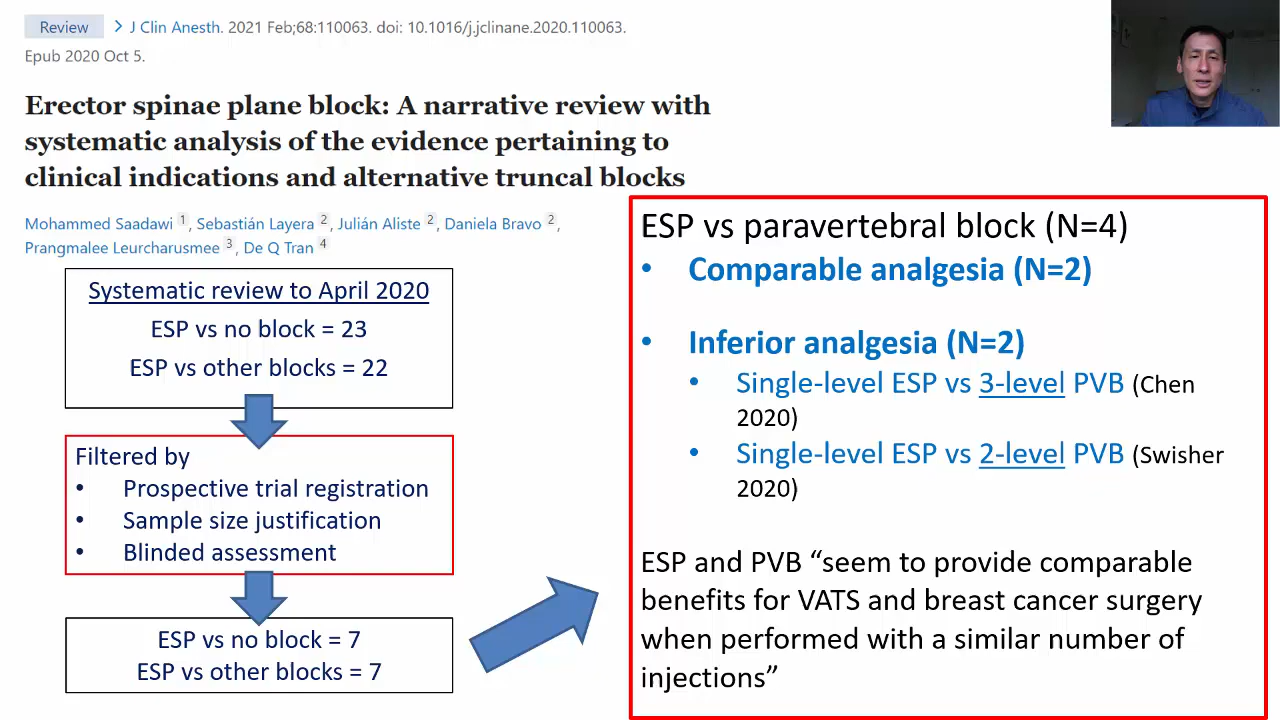 Review
J Clin Anesth. 2021 Feb;68:110063. doi: 10.1016/j.jclinane.2020.110063.
Epub 2020 Oct 5.
Erector spinae plane block: A narrative review with
systematic analysis of the evidence pertaining to
clinical indications and alternative truncal blocks
Mohammed Saadawi 1, Sebastián Layera 2, Julián Aliste 2, Daniela Bravo 2,
Prangmalee Leurcharusmee 3, De Q Tran 4
Systematic review to April 2020
ESP vs no block = 23
ESP vs other blocks = 22
Filtered by
• Prospective trial registration
• Sample size justification
• Blinded assessment
ESP vs no block = 7
ESP vs other blocks = 7
ESP vs paravertebral block (N=4)
• Comparable analgesia (N=2)
• Inferior analgesia (N=2)
• Single-level ESP vs 3-level PVB (Chen
2020)
• Single-level ESP vs 2-level PVB (Swisher
2020)
ESP and PVB “seem to provide comparable
benefits for VATS and breast cancer surgery
when performed with a similar number of
injections”